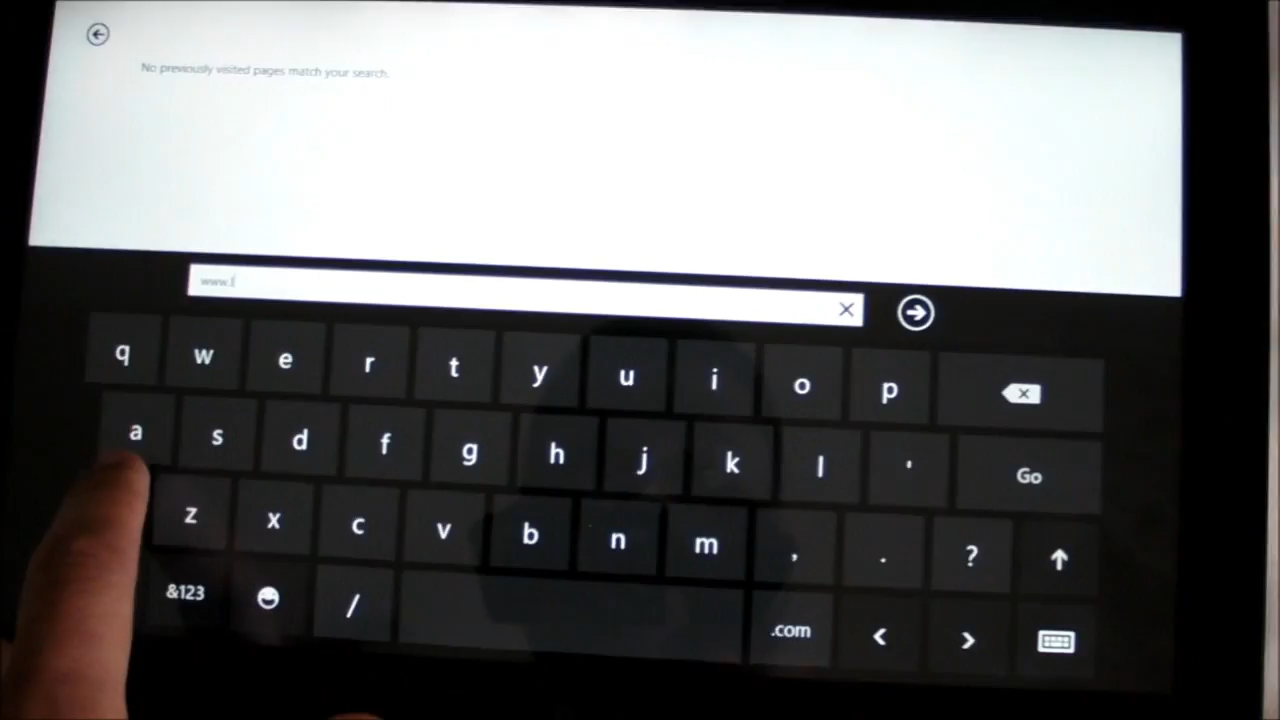 No previously visited pages match your search.
www.l
q w e r t y u i o p
a s d f g h j k l ' Go
z x c v b n m , . ?
&123 / .com < >